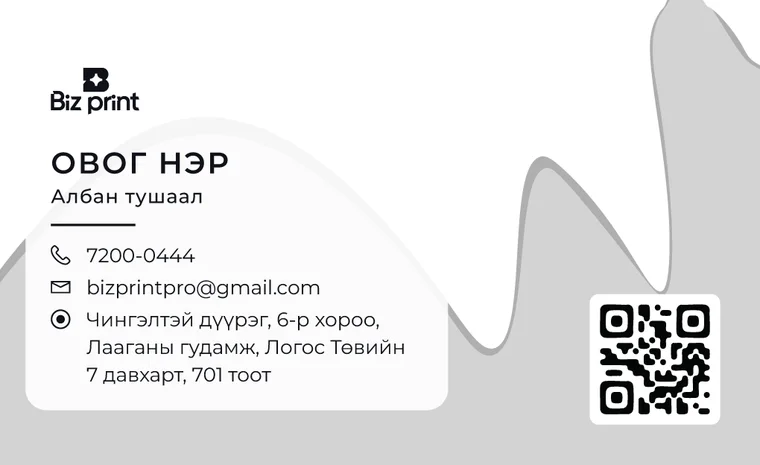 Biz print
ОВОГ НЭР
Албан тушаал
7200-0444
bizprintpro@gmail.com
Чингэлтэй дүүрэг, 6-р хороо,
Лааганы гудамж, Логос Төвийн
7 давхарт, 701 тоот